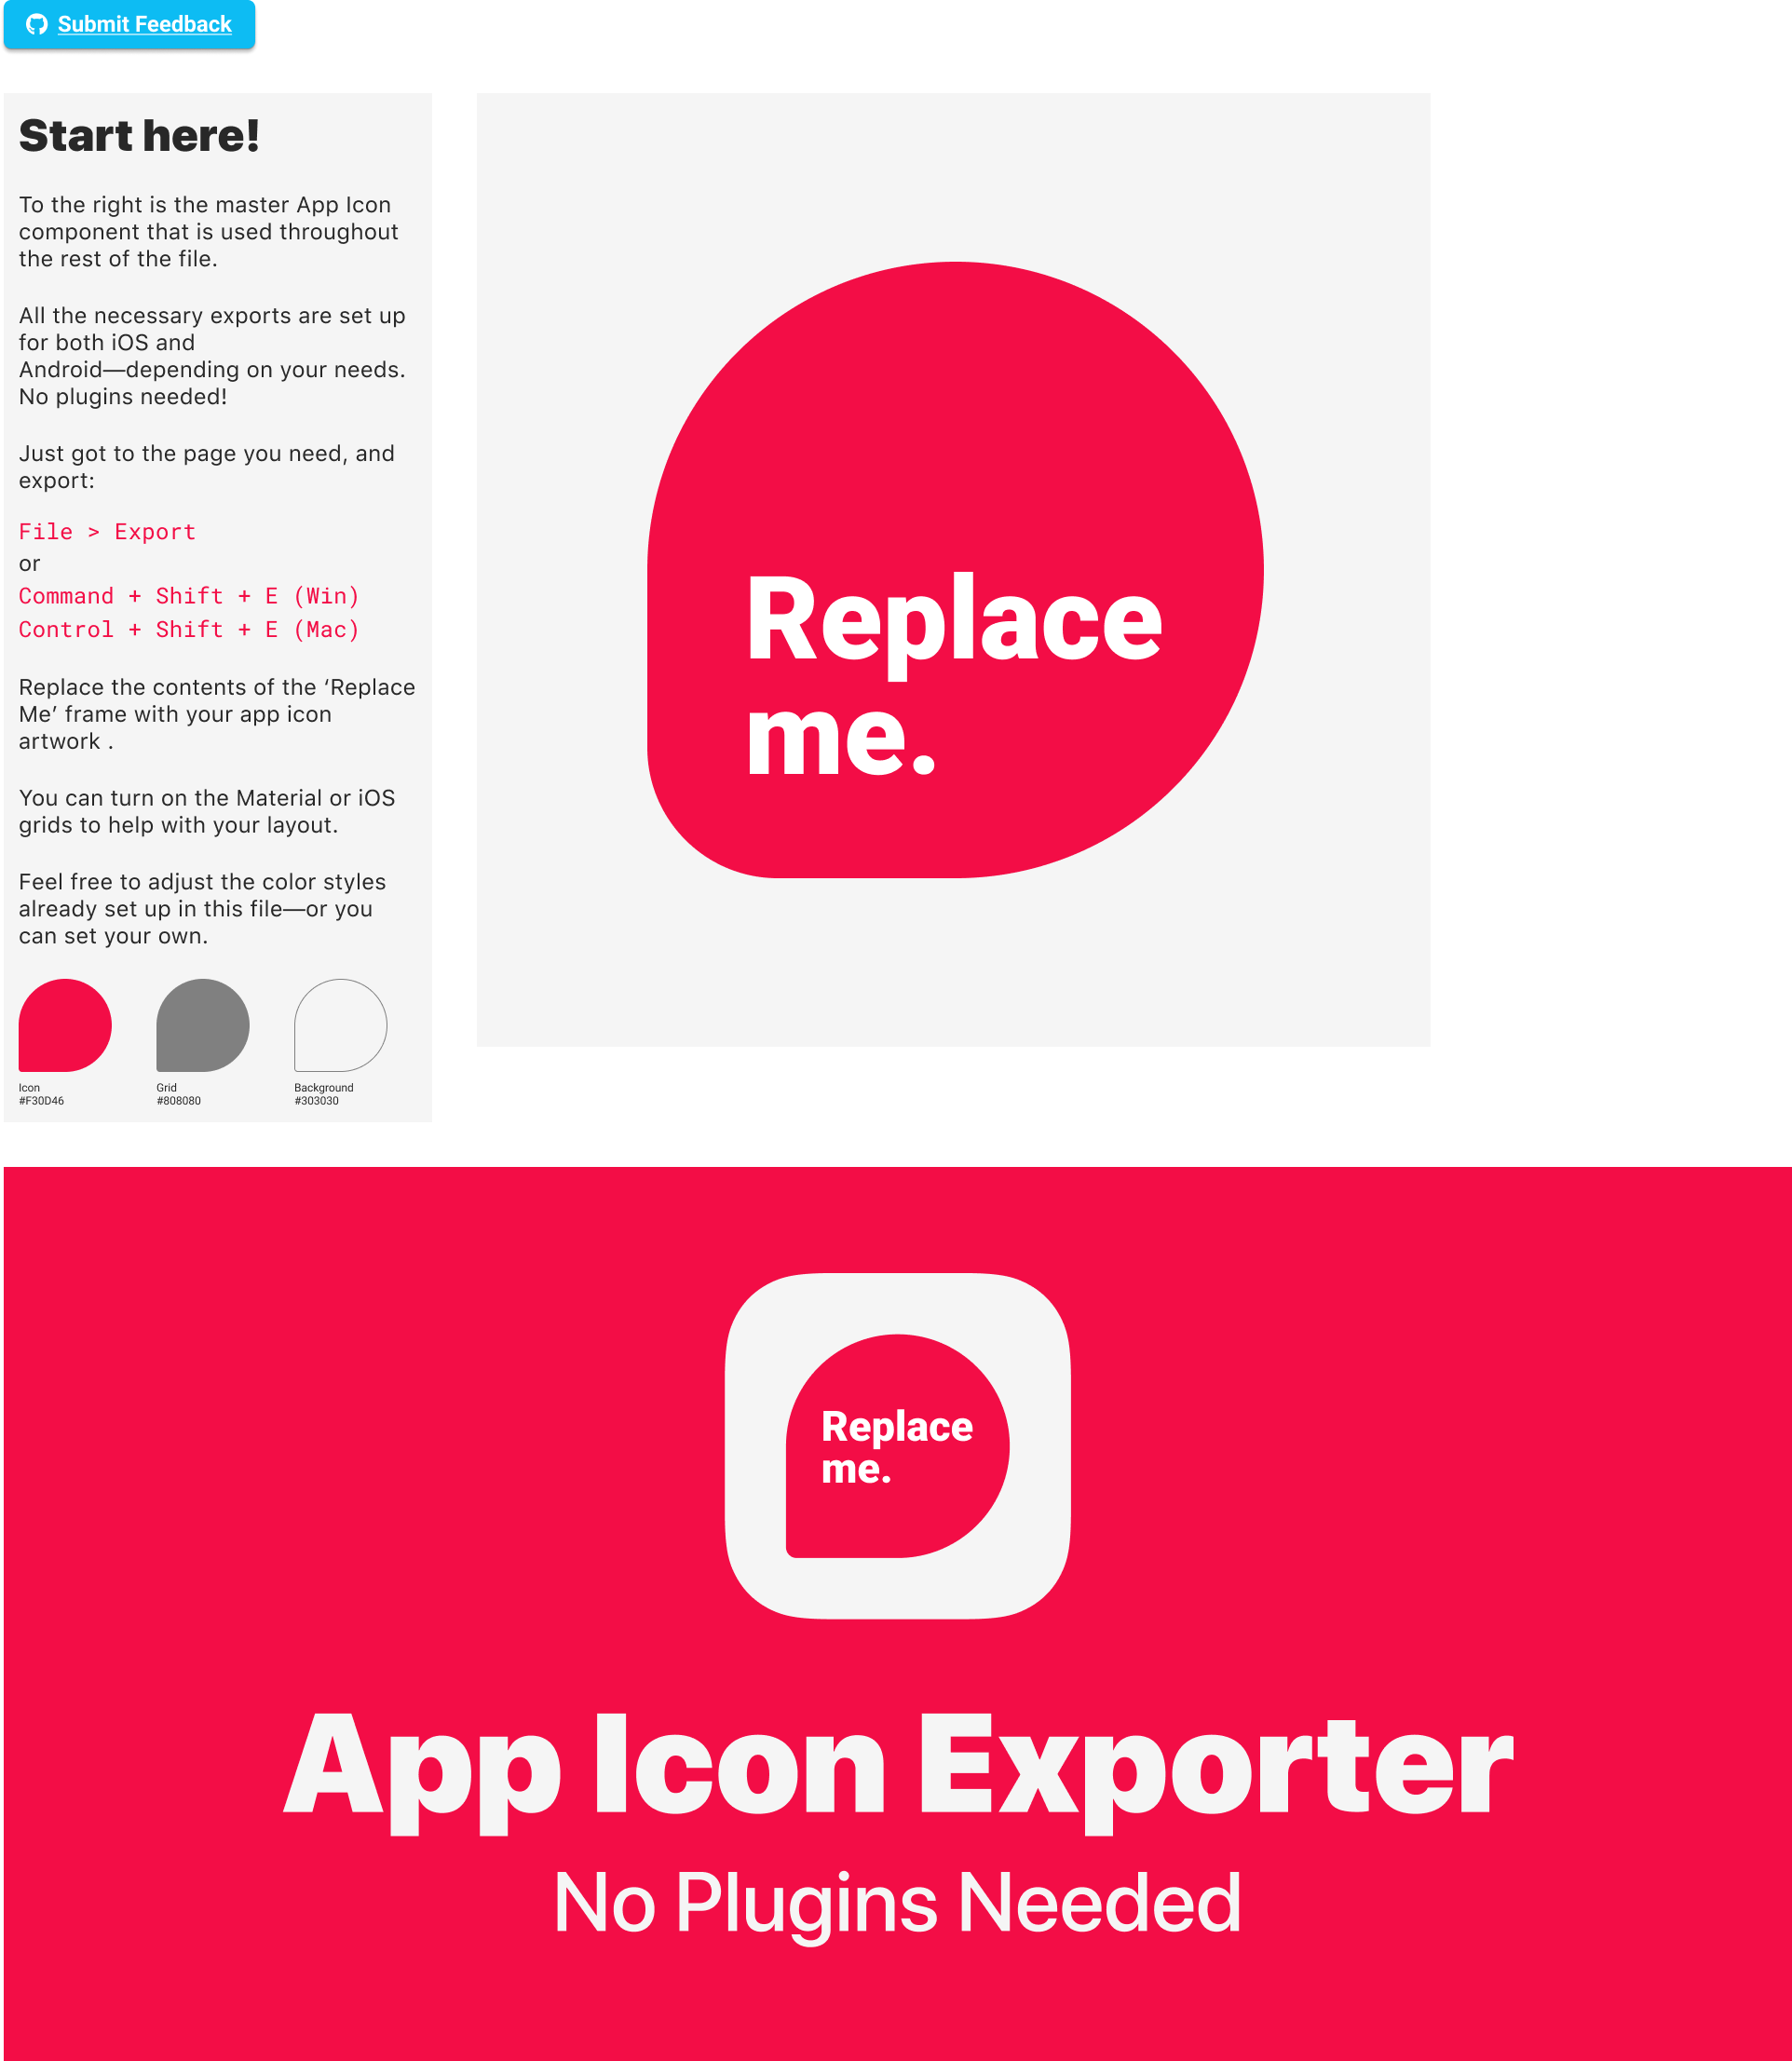 Submit Feedback
Start here!
To the right is the master App Icon
component that is used throughout
the rest of the file.
All the necessary exports are set up
for both iOS and
Android—depending on your needs.
No plugins needed!
Just got to the page you need, and
export:
File > Export
or
Command + Shift + E (Win)
Control + Shift + E (Mac)
Replace the contents of the ‘Replace
Me’ frame with your app icon
artwork .
You can turn on the Material or iOS
grids to help with your layout.
Feel free to adjust the color styles
already set up in this file—or you
can set your own.
Icon
#F30D46
Grid
#808080
Background
#303030
Replace
me.
Replace
me.
App Icon Exporter
No Plugins Needed